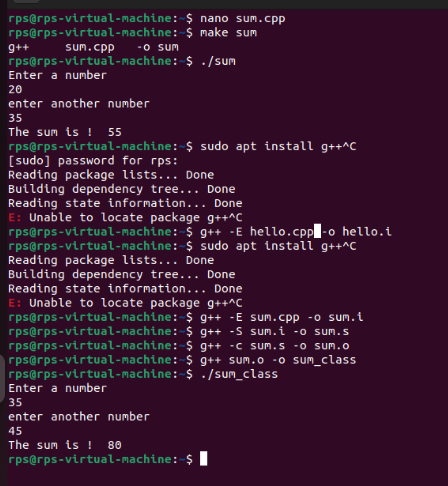 rps@rps-virtual-machine:~$ nano sum.cpp
rps@rps-virtual-machine:~$ make sum
g++     sum.cpp   -o sum
rps@rps-virtual-machine:~$ ./sum
Enter a number
20
enter another number
35
The sum is !  55
rps@rps-virtual-machine:~$ sudo apt install g++^C
[sudo] password for rps:
Reading package lists... Done
Building dependency tree... Done
Reading state information... Done
E: Unable to locate package g++^C
rps@rps-virtual-machine:~$ g++ -E hello.cpp -o hello.i
rps@rps-virtual-machine:~$ sudo apt install g++^C
Reading package lists... Done
Building dependency tree... Done
Reading state information... Done
E: Unable to locate package g++^C
rps@rps-virtual-machine:~$ g++ -E sum.cpp -o sum.i
rps@rps-virtual-machine:~$ g++ -S sum.i -o sum.s
rps@rps-virtual-machine:~$ g++ -c sum.s -o sum.o
rps@rps-virtual-machine:~$ g++ sum.o -o sum_class
rps@rps-virtual-machine:~$ ./sum_class
Enter a number
35
enter another number
45
The sum is !  80
rps@rps-virtual-machine:~$